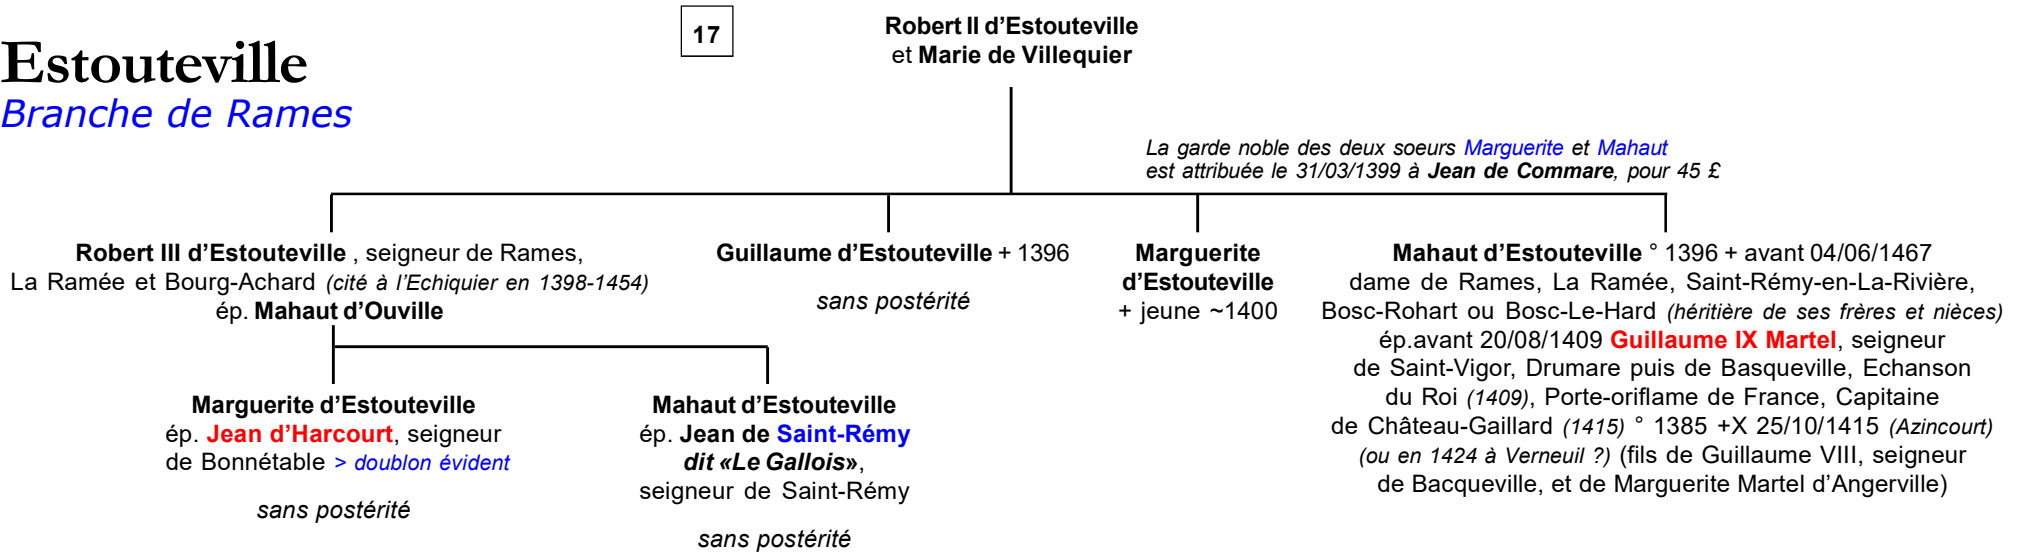 Estouteville
Branche de Rames
17
Robert II d’Estouteville
et Marie de Villequier
La garde noble des deux soeurs Marguerite et Mahaut
est attribuée le 31/03/1399 à Jean de Commare, pour 45 £
Robert III d’Estouteville , seigneur de Rames,
La Ramée et Bourg-Achard (cité à l’Echiquier en 1398-1454)
ép. Mahaut d’Ouville
Guillaume d’Estouteville + 1396
sans postérité
Marguerite
d’Estouteville
+ jeune ~1400
Mahaut d’Estouteville ° 1396 + avant 04/06/1467
dame de Rames, La Ramée, Saint-Rémy-en-La-Rivière,
Bosc-Rohart ou Bosc-Le-Hard (héritière de ses frères et nièces)
ép.avant 20/08/1409 Guillaume IX Martel, seigneur
de Saint-Vigor, Drumare puis de Basqueville, Echanson
du Roi (1409), Porte-oriflame de France, Capitaine
de Château-Gaillard (1415) ° 1385 +X 25/10/1415 (Azincourt)
(ou en 1424 à Verneuil ?) (fils de Guillaume VIII, seigneur
de Bacqueville, et de Marguerite Martel d’Angerville)
Marguerite d’Estouteville
ép. Jean d’Harcourt, seigneur
de Bonnétable > doublon évident
sans postérité
Mahaut d’Estouteville
ép. Jean de Saint-Rémy
dit «Le Gallois»,
seigneur de Saint-Rémy
sans postérité